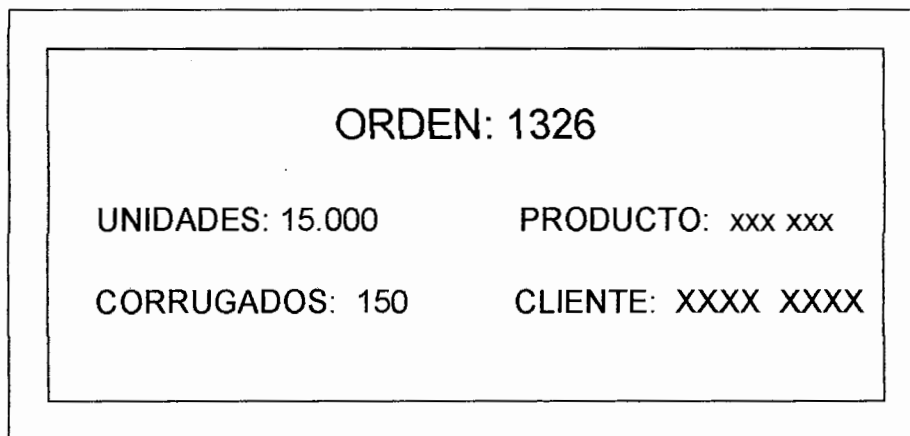 ORDEN: 1326
UNIDADES: 15.000 PRODUCTO: xxx xxx
CORRUGADOS: 150 CLIENTE: XXXX XXXX